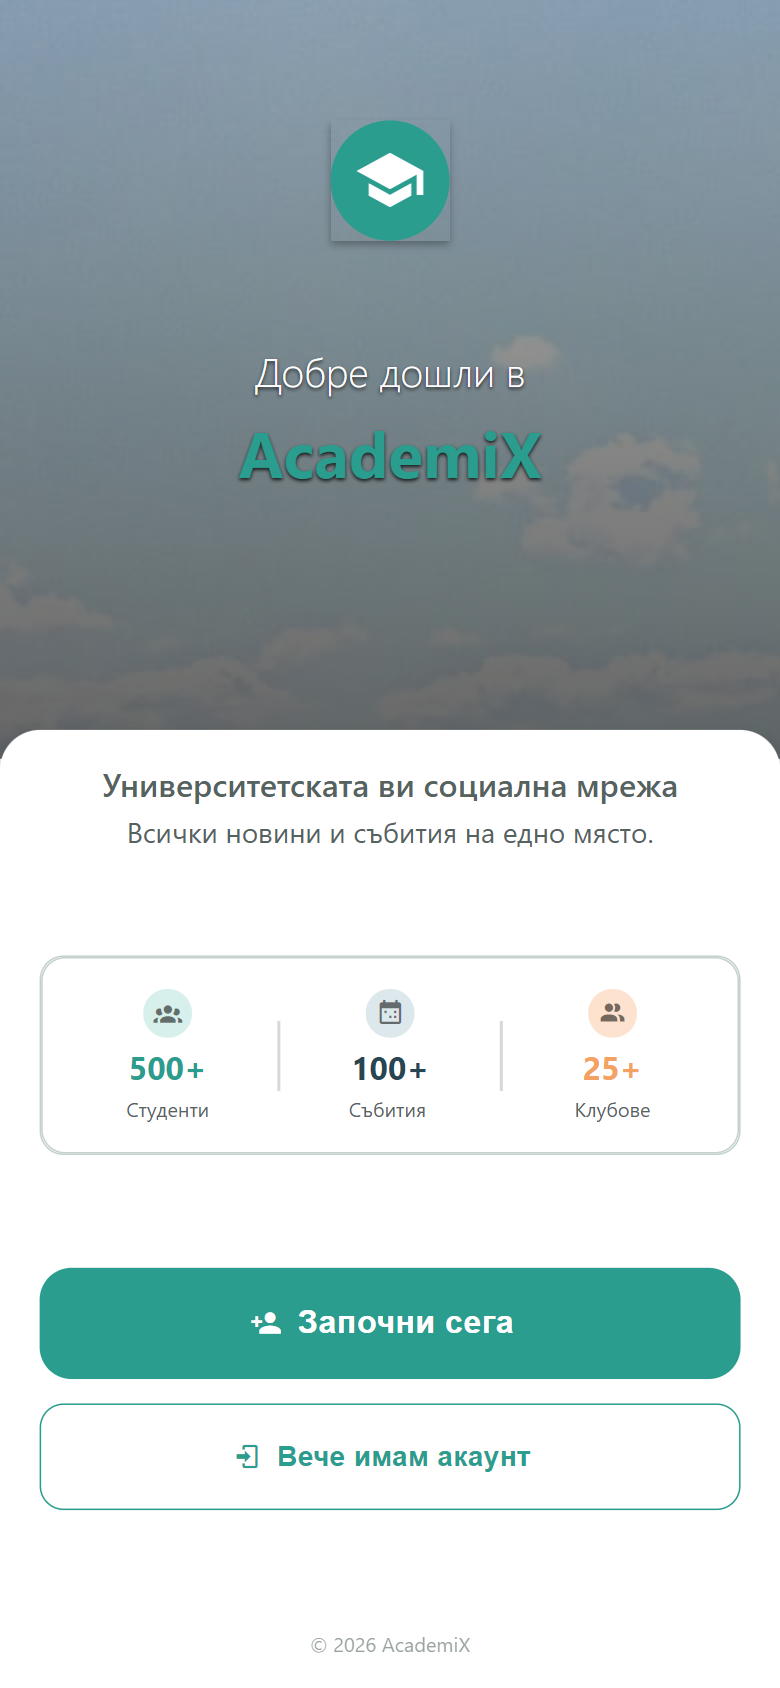 Добре дошли в
AcademiX
Университетската ви социална мрежа
Всички новини и събития на едно място.
500+
100+
25+
Студенти
Събития
Клубове
Започни сега
Вече имам акаунт
© 2026 AcademiX